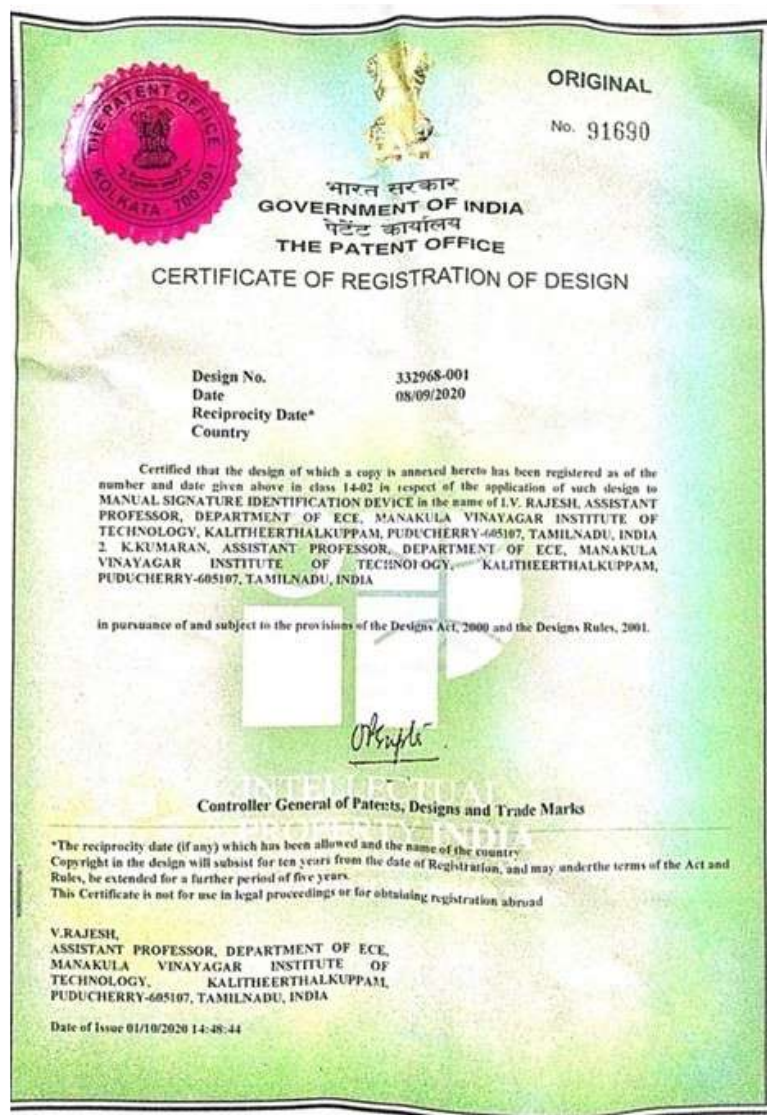 THE PATENT OFFICE
KOLKATA 700 091
ORIGINAL
No. 91690
भारत सरकार
GOVERNMENT OF INDIA
पेटेंट कार्यालय
THE PATENT OFFICE
CERTIFICATE OF REGISTRATION OF DESIGN
Design No. 332968-001
Date 08/09/2020
Reciprocity Date*
Country
Certified that the design of which a copy is annexed hereto has been registered as of the
number and date given above in class 14-02 in respect of the application of such design to
MANUAL SIGNATURE IDENTIFICATION DEVICE in the name of 1.V. RAJESH, ASSISTANT
PROFESSOR, DEPARTMENT OF ECE, MANAKULA VINAYAGAR INSTITUTE OF
TECHNOLOGY, KALITHEERTHALKUPPAM, PUDUCHERRY-605107, TAMILNADU, INDIA
2. K.KUMARAN, ASSISTANT PROFESSOR, DEPARTMENT OF ECE, MANAKULA
VINAYAGAR INSTITUTE OF TECHNOLOGY, KALITHEERTHALKUPPAM,
PUDUCHERRY-605107, TAMILNADU, INDIA
in pursuance of and subject to the provisions of the Designs Act, 2000 and the Designs Rules, 2001.
INTELLECTUAL
Controller General of Patents, Designs and Trade Marks
PROPERTY INDIA
*The reciprocity date (if any) which has been allowed and the name of the country
Copyright in the design will subsist for ten years from the date of Registration, and may underthe terms of the Act and
Rules, be extended for a further period of five years.
This Certificate is not for use in legal proceedings or for obtaining registration abroad
V.RAJESH,
ASSISTANT PROFESSOR, DEPARTMENT OF ECE,
MANAKULA VINAYAGAR INSTITUTE OF
TECHNOLOGY, KALITHEERTHALKUPPAM,
PUDUCHERRY-605107, TAMILNADU, INDIA
Date of Issue 01/10/2020 14:48:44